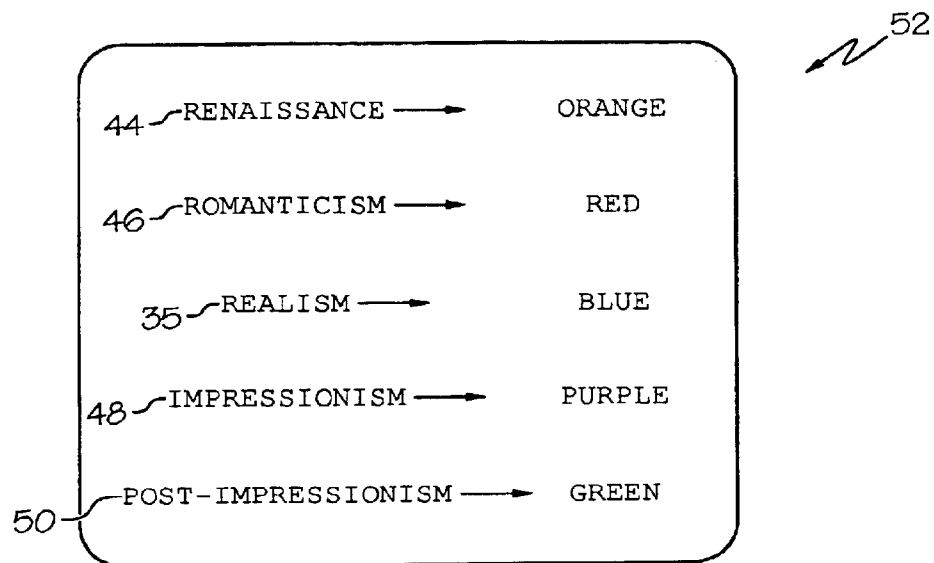 52
44 RENAISSANCE ORANGE
46 ROMANTICISM RED
35 REALISM BLUE
48 IMPRESSIONISM PURPLE
50 POST-IMPRESSIONISM GREEN